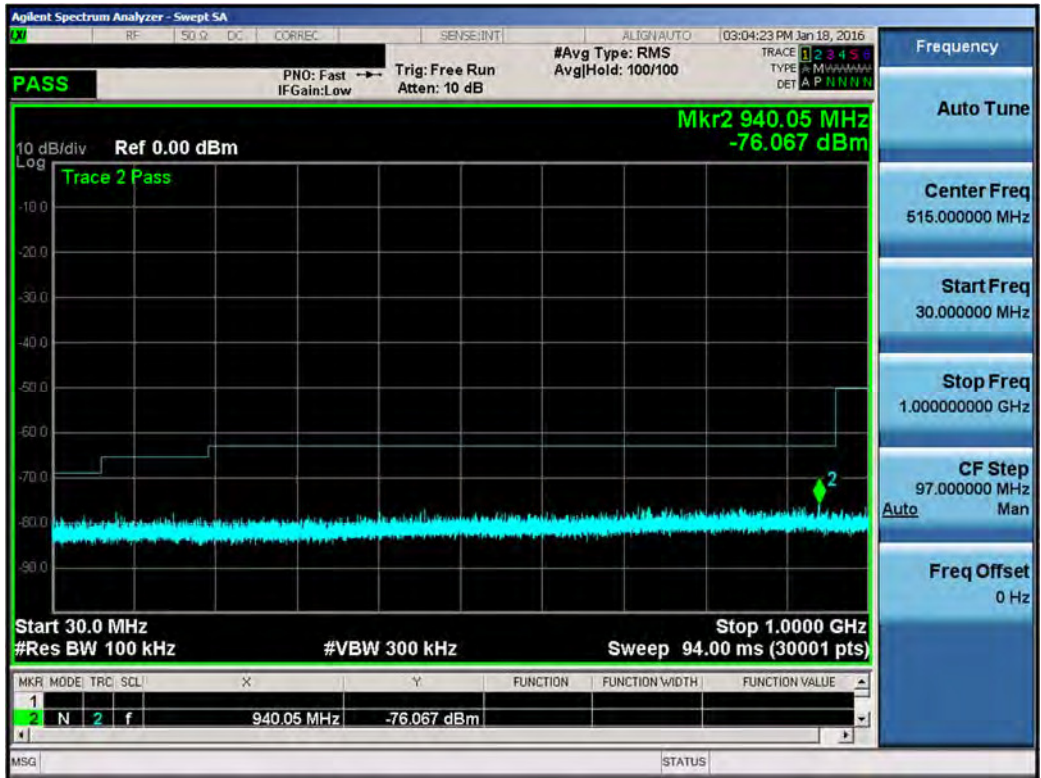 Agilent Spectrum Analyzer - Swept SA
RF 50 Ω DC CORREC SENSE:INT ALIGN AUTO 03:04:23 PM Jan 18, 2016
PASS
PNO: Fast
IFGain:Low
Trig: Free Run
Atten: 10 dB
#Avg Type: RMS
Avg|Hold: 100/100
TRACE 1 2 3 4 5 6
TYPE
DET A P N N N N
Mkr2 940.05 MHz
-76.067 dBm
10 dB/div Ref 0.00 dBm
Log
Trace 2 Pass
-10.0
-20.0
-30.0
-40.0
-50.0
-60.0
-70.0
-80.0
-90.0
2
Start 30.0 MHz Stop 1.0000 GHz
#Res BW 100 kHz #VBW 300 kHz Sweep 94.00 ms (30001 pts)
MKR MODE TRC SCL X Y FUNCTION FUNCTION WIDTH FUNCTION VALUE
1
2 N 2 f 940.05 MHz -76.067 dBm
MSG STATUS
Frequency
Auto Tune
Center Freq
515.000000 MHz
Start Freq
30.000000 MHz
Stop Freq
1.000000000 GHz
CF Step
97.000000 MHz
Auto Man
Freq Offset
0 Hz